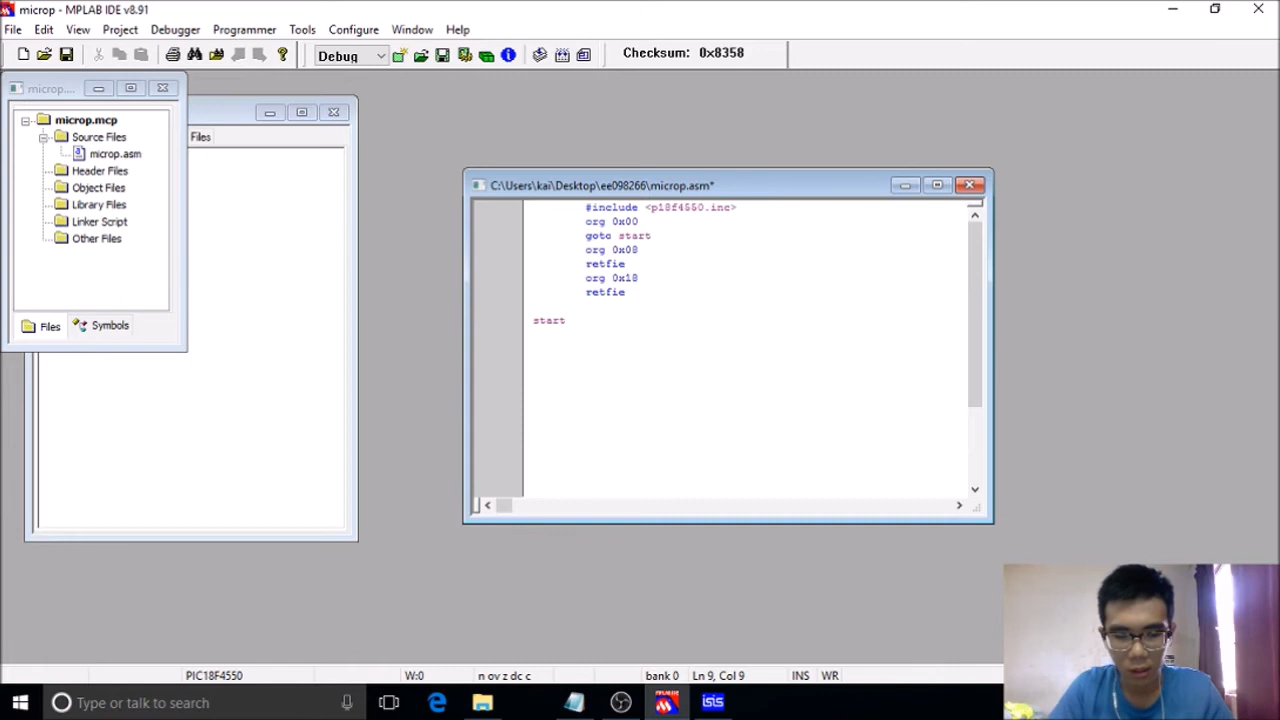 microp - MPLAB IDE v8.91
File Edit View Project Debugger Programmer Tools Configure Window Help
Debug
Checksum: 0x8358
microp....
microp.mcp
Source Files
microp.asm
Header Files
Object Files
Library Files
Linker Script
Other Files
Files Symbols
Files
C:\Users\kai\Desktop\ee098266\microp.asm*
#include <p18f4550.inc>
org 0x00
goto start
org 0x08
retfie
org 0x18
retfie
start
PIC18F4550 W:0 n ov z dc c bank 0 Ln 9, Col 9 INS WR
Type or talk to search
isis